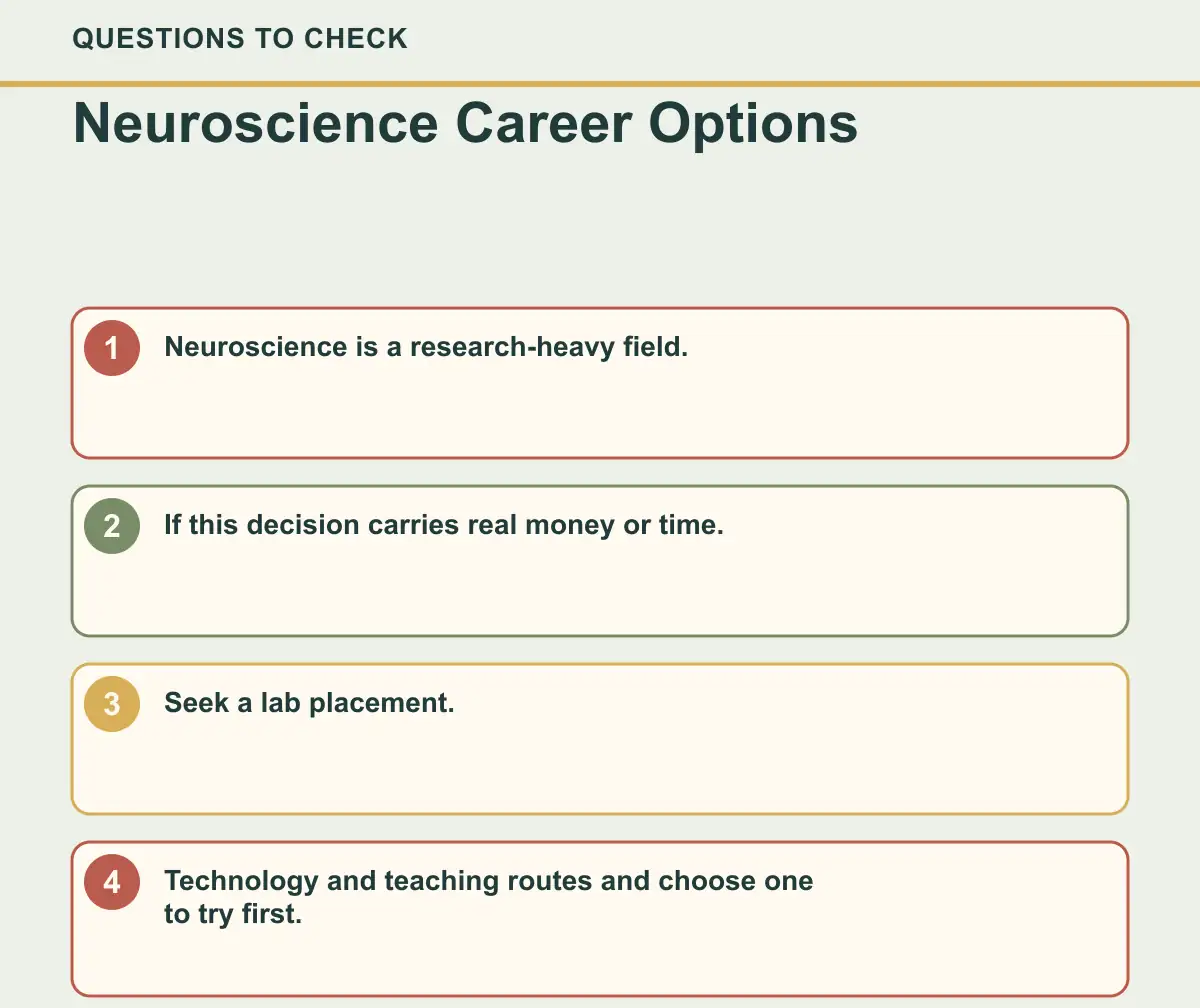 QUESTIONS TO CHECK
Neuroscience Career Options
1
Neuroscience is a research-heavy field.
2
If this decision carries real money or time.
3
Seek a lab placement.
4
Technology and teaching routes and choose one
to try first.